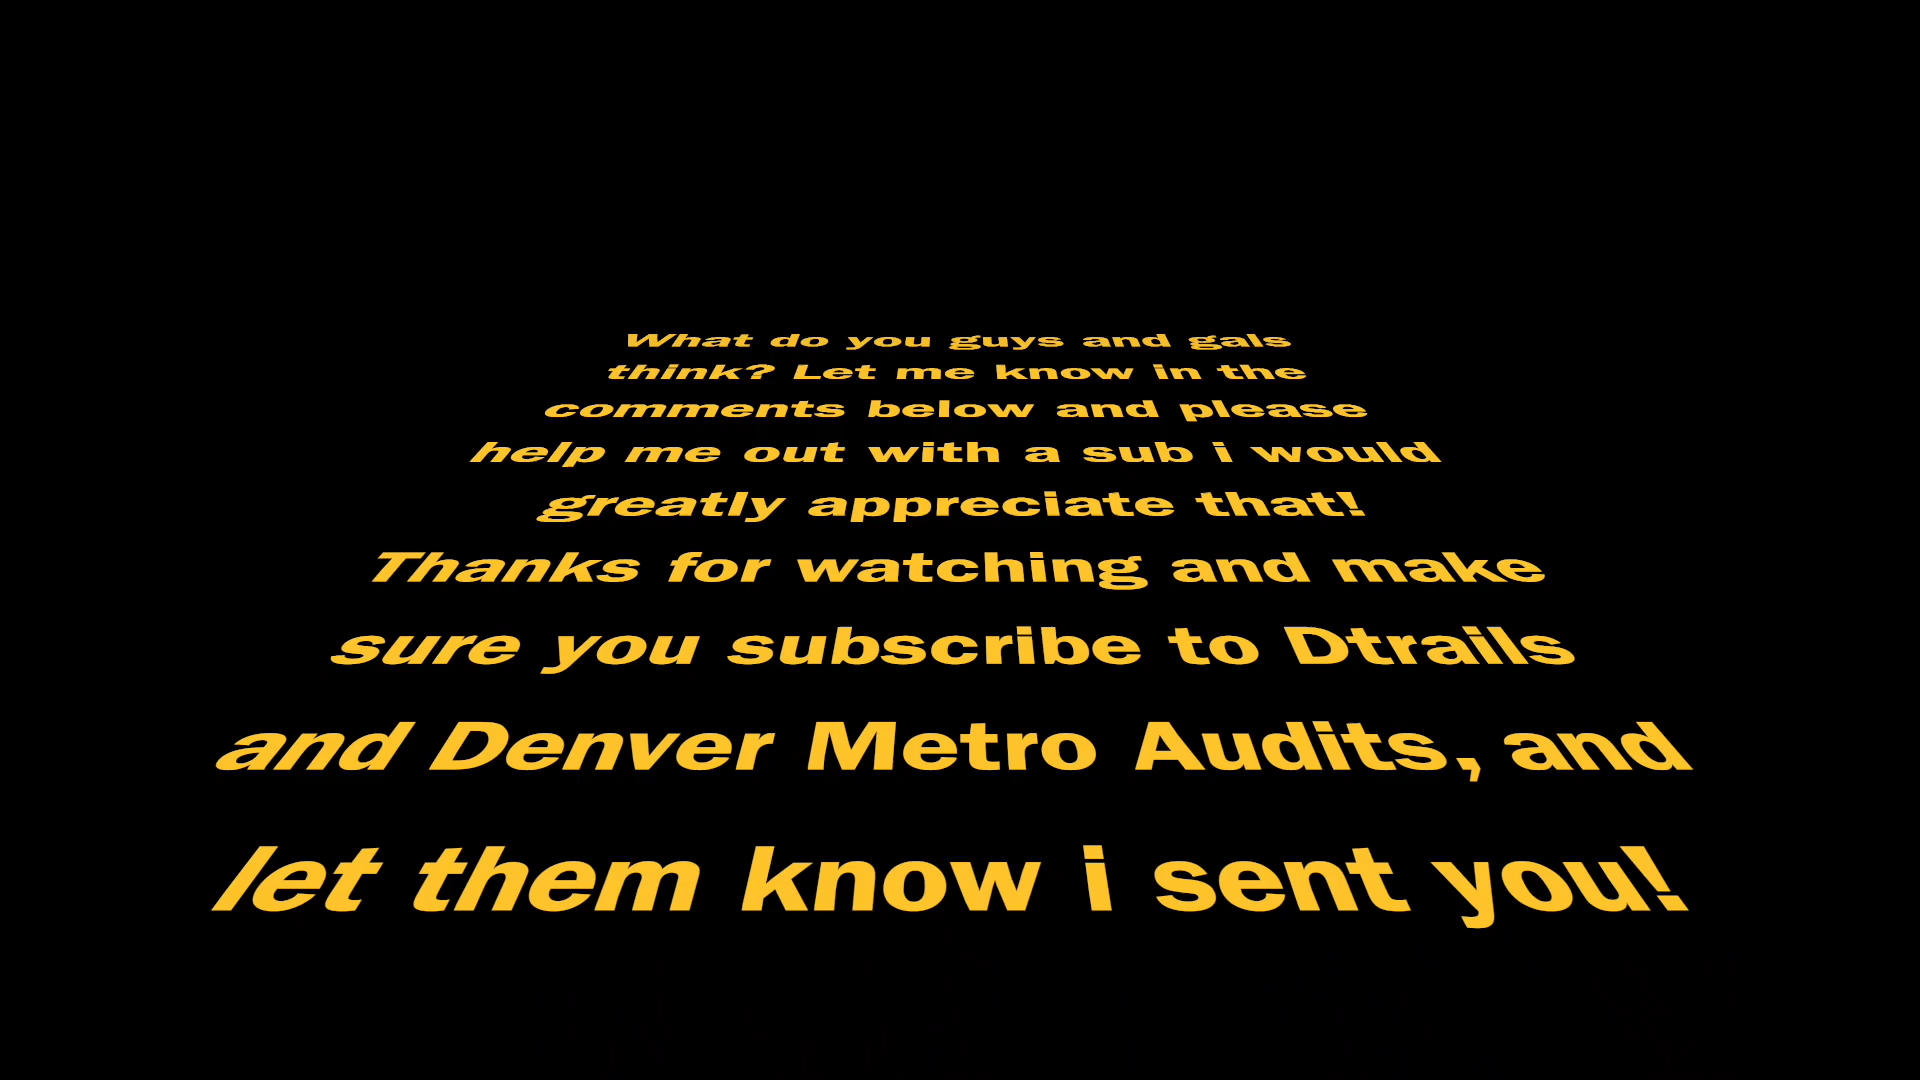 What do you guys and gals
think? Let me know in the
comments below and please
help me out with a sub i would
greatly appreciate that!
Thanks for watching and make
sure you subscribe to Dtrails
and Denver Metro Audits, and
let them know i sent you!